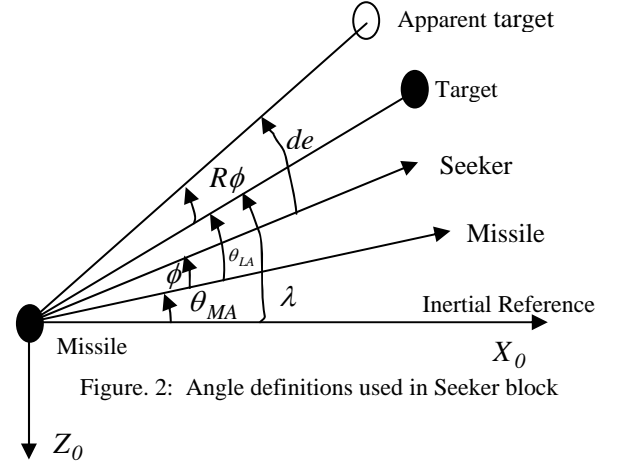 Apparent target
Target
de
Seeker
Rϕ
Missile
θLA
ϕ
θMA
λ
Inertial Reference
Missile
X0
Figure. 2: Angle definitions used in Seeker block
Z0